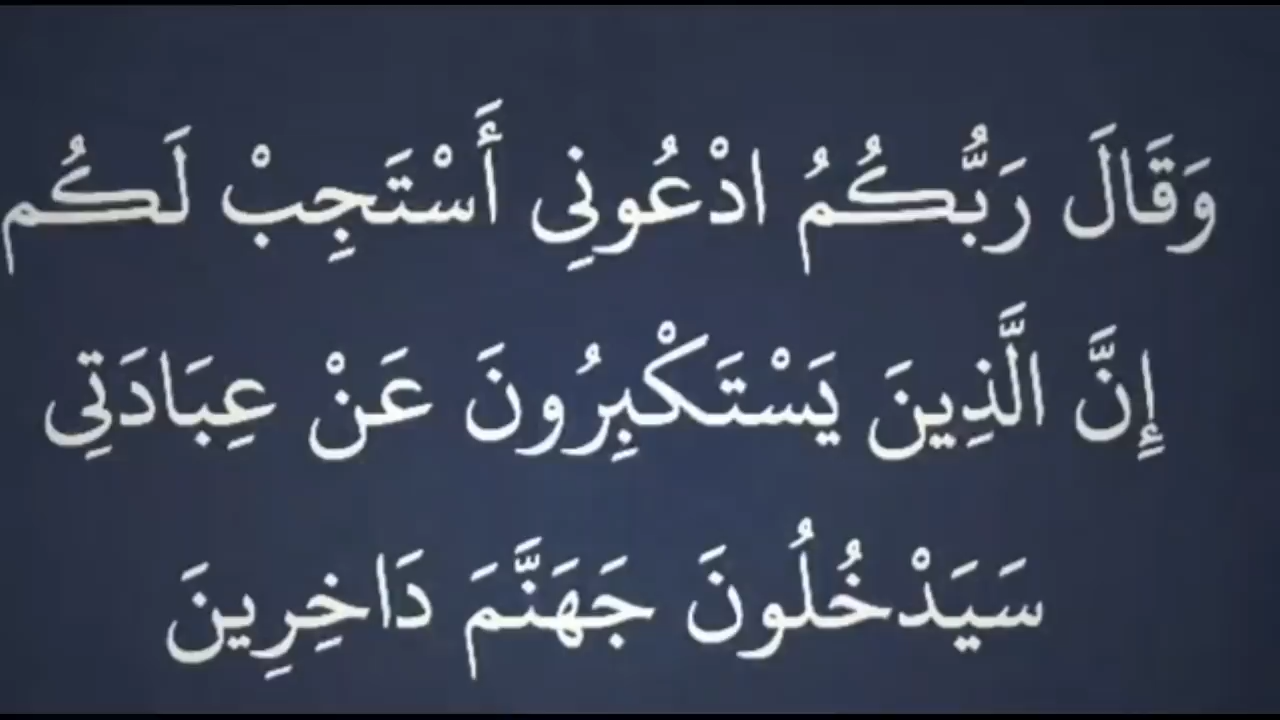 وَقَالَ رَبُّكُمُ ادْعُونِي أَسْتَجِبْ لَكُم
إِنَّ الَّذِينَ يَسْتَكْبِرُونَ عَنْ عِبَادَتِي
سَيَدْخُلُونَ جَهَنَّمَ دَاخِرِينَ